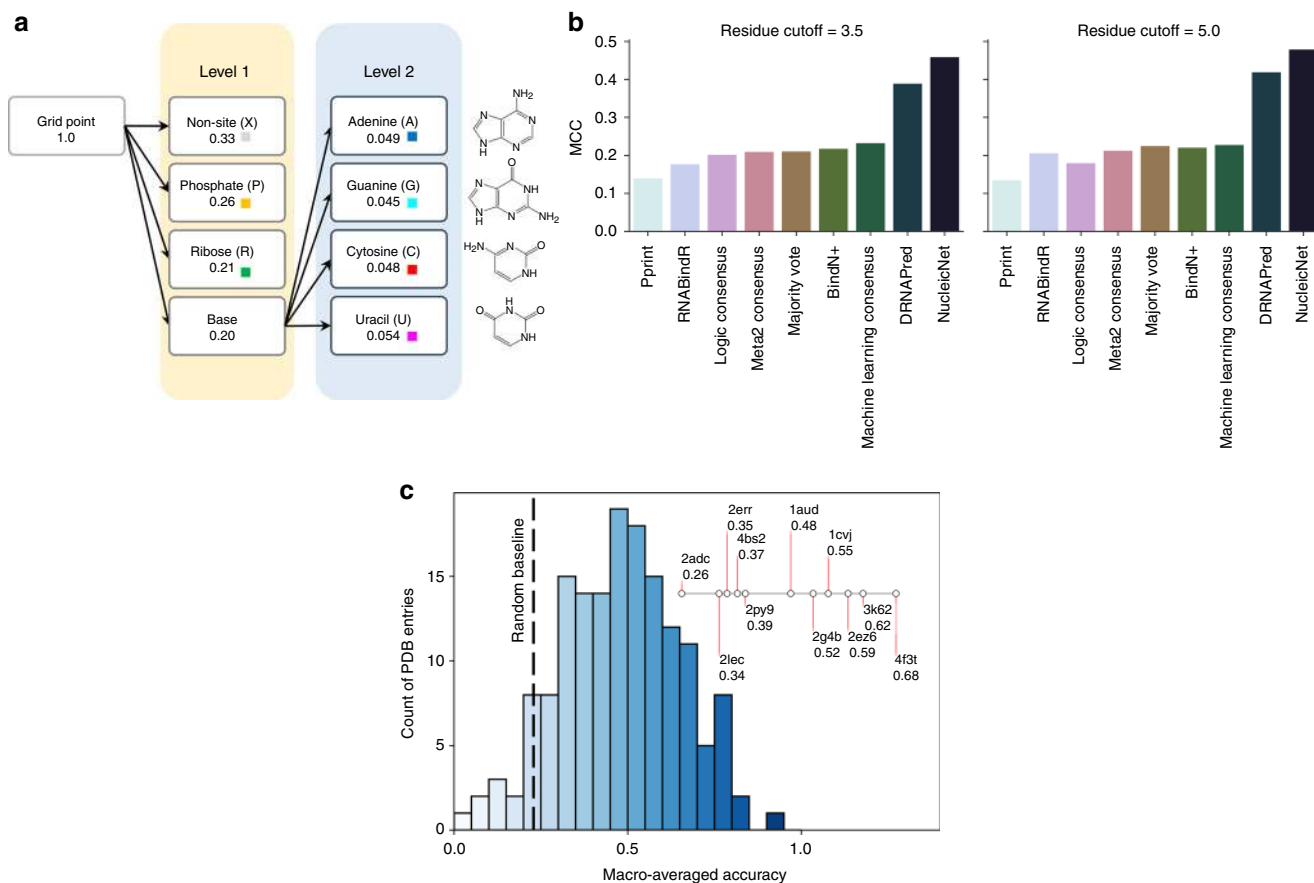 a
Level 1
Level 2
Grid point
1.0
Non-site (X)
0.33
Phosphate (P)
0.26
Ribose (R)
0.21
Base
0.20
Adenine (A)
0.049
Guanine (G)
0.045
Cytosine (C)
0.048
Uracil (U)
0.054
NH2
N
N
N
H
N
O
N
NH
N
H
N
NH2
H2N
N
O
NH
H
O
N
O
NH
b
Residue cutoff = 3.5
Residue cutoff = 5.0
MCC
0.5
0.4
0.3
0.2
0.1
0.0
Pprint
RNABindR
Logic consensus
Meta2 consensus
Majority vote
BindN+
Machine learning consensus
DRNAPred
NucleicNet
Pprint
RNABindR
Logic consensus
Meta2 consensus
Majority vote
BindN+
Machine learning consensus
DRNAPred
NucleicNet
c
Count of PDB entries
15
10
5
0
Random baseline
2err
0.35
1aud
0.48
4bs2
0.37
1cvj
0.55
2adc
0.26
2py9
0.39
3k62
0.62
2g4b
0.52
2ez6
0.59
2lec
0.34
4f3t
0.68
0.0
0.5
1.0
Macro-averaged accuracy